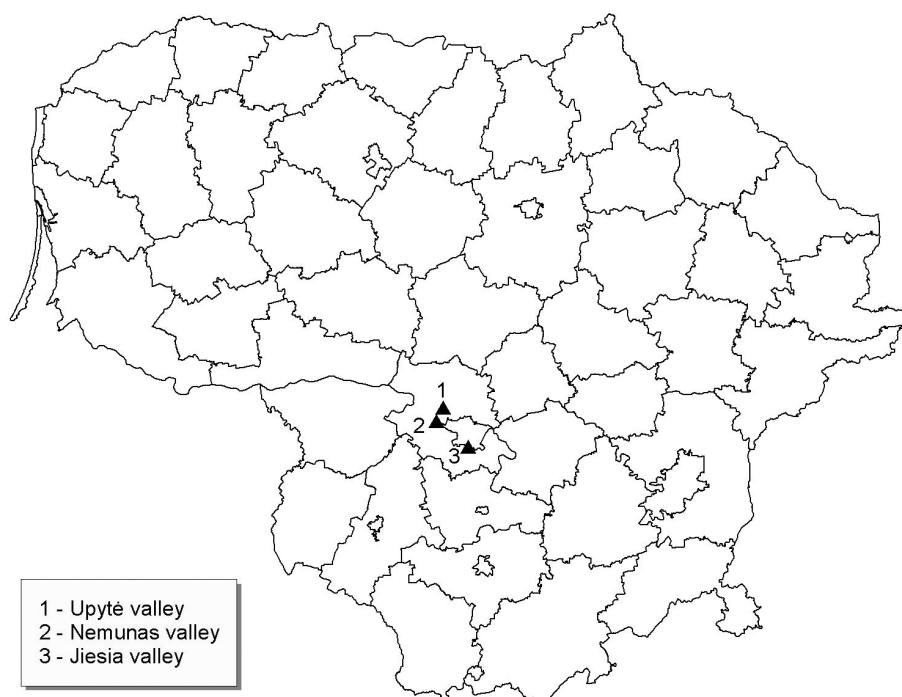 1
2
3
1 - Upytė valley
2 - Nemunas valley
3 - Jiesia valley